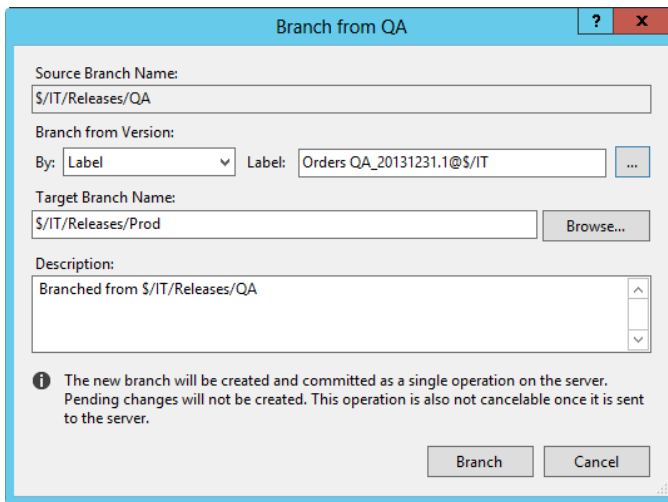 Branch from QA
? x
Source Branch Name:
$/IT/Releases/QA
Branch from Version:
By: Label Label: Orders QA_20131231.1@$/IT ...
Target Branch Name:
$/IT/Releases/Prod Browse...
Description:
Branched from $/IT/Releases/QA
The new branch will be created and committed as a single operation on the server.
Pending changes will not be created. This operation is also not cancelable once it is sent
to the server.
Branch Cancel